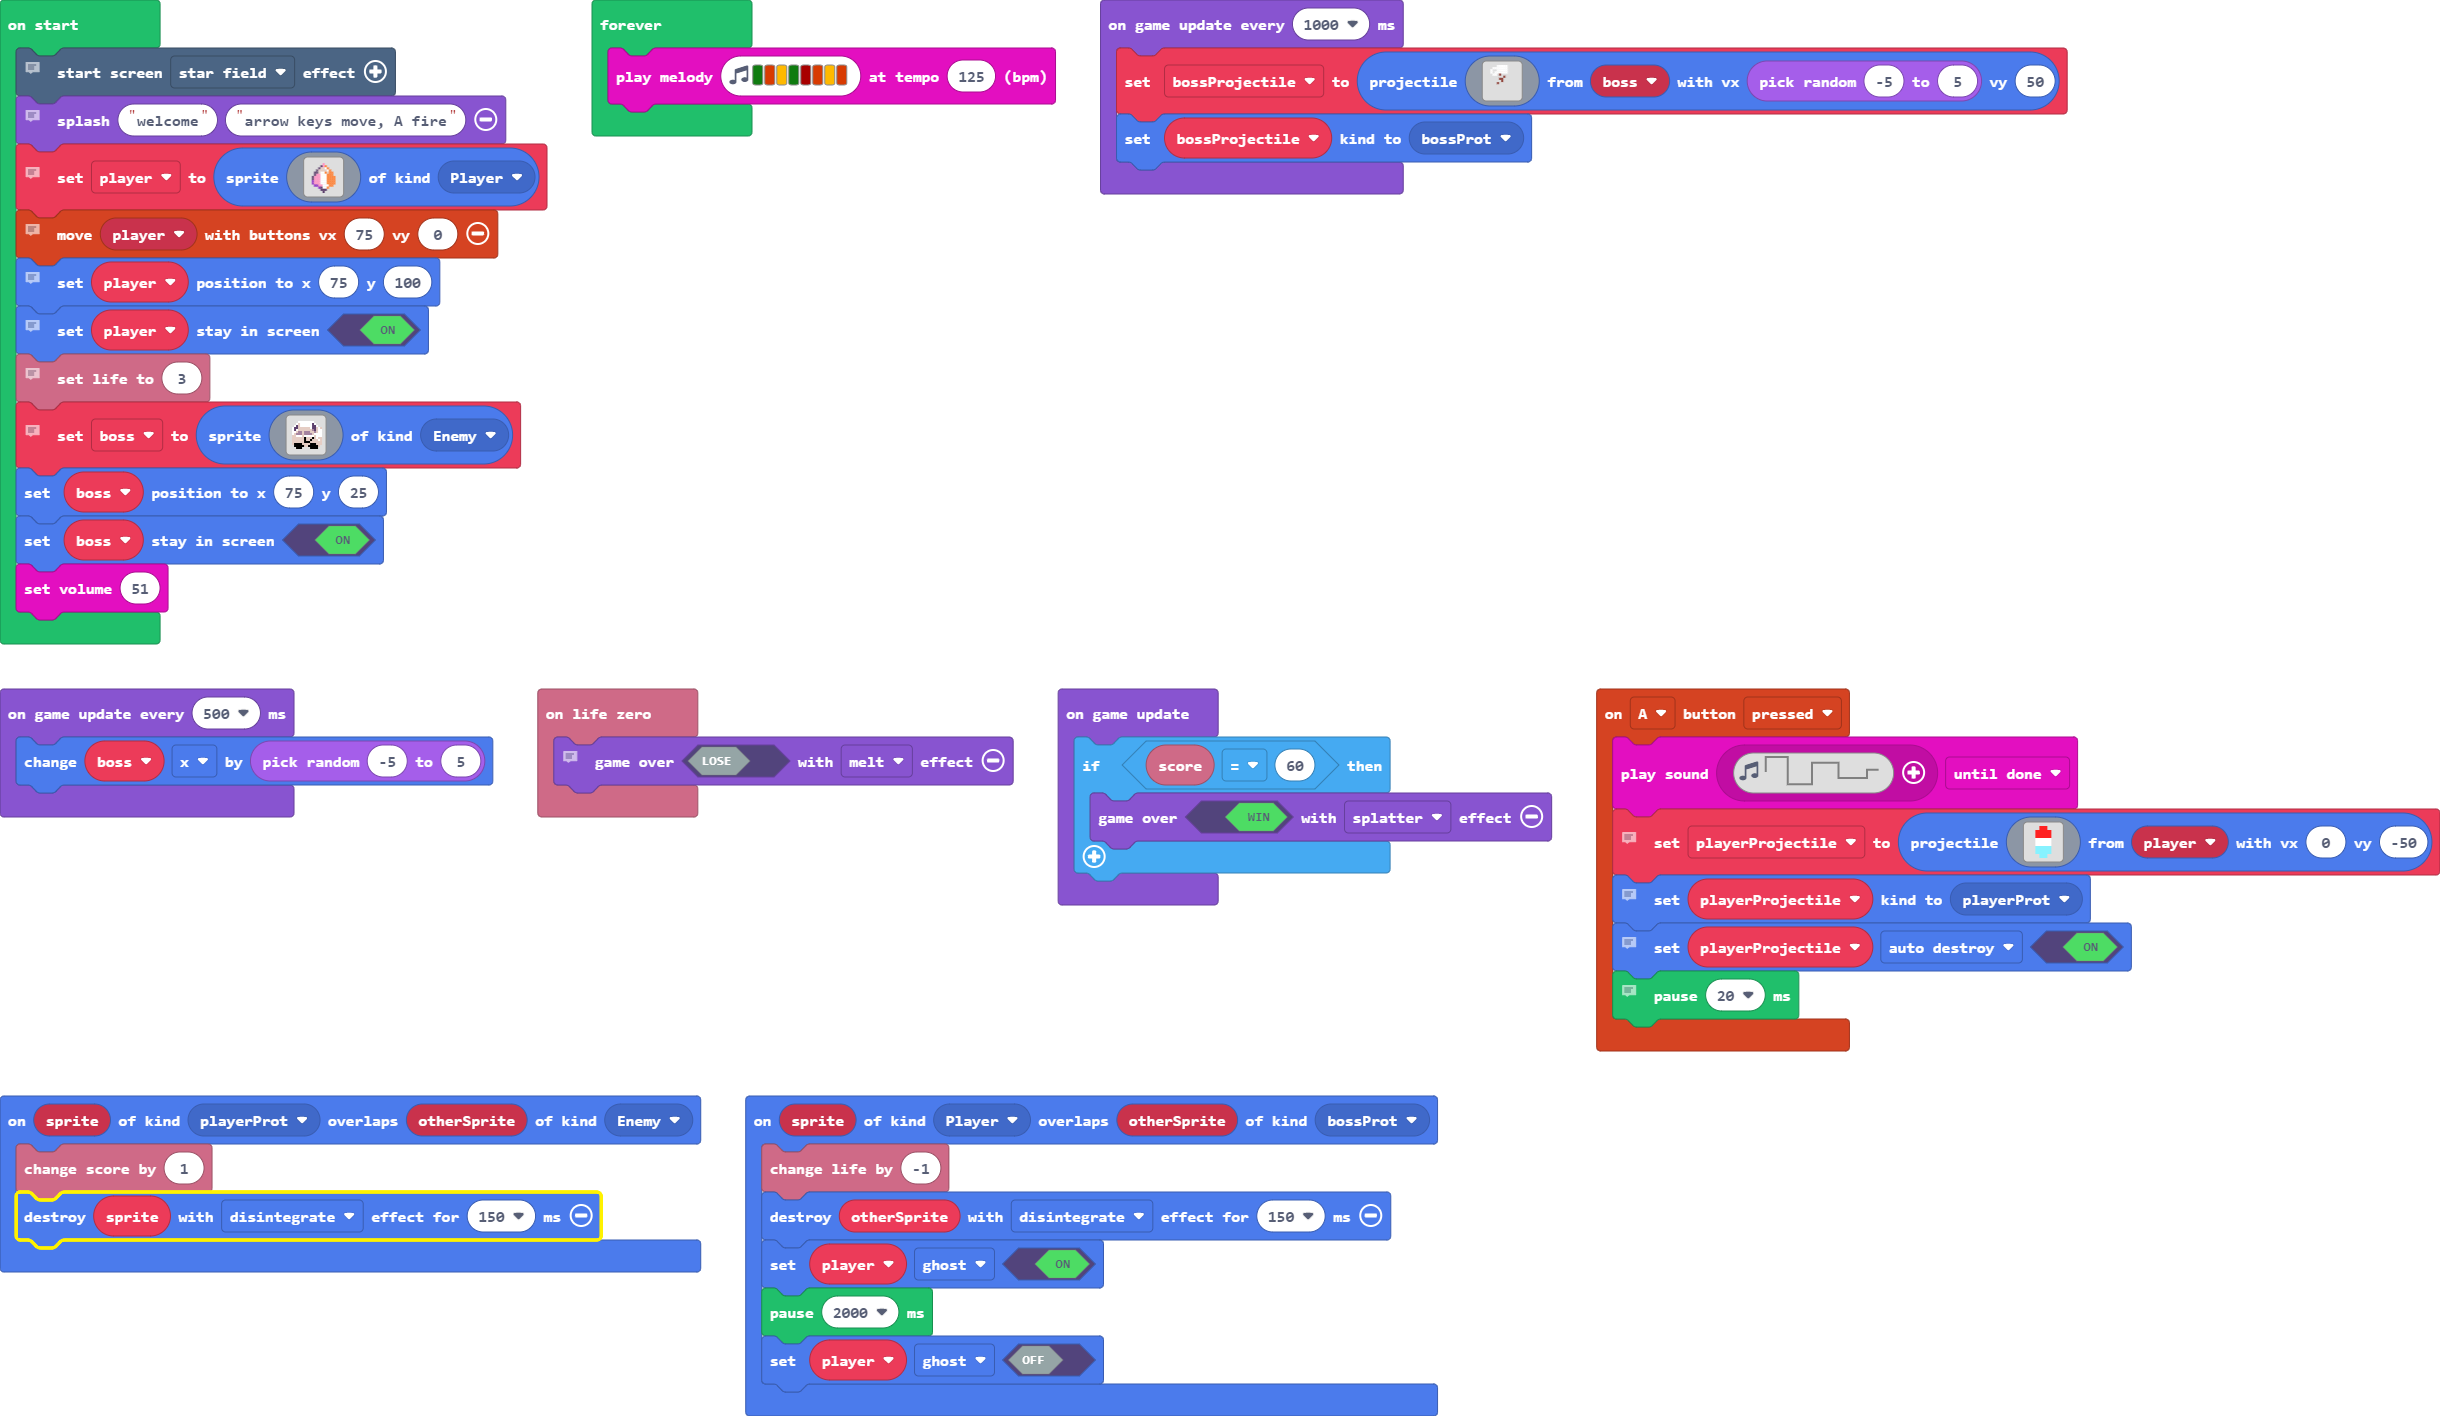 on start
start screen star field effect
splash "welcome" "arrow keys move, A fire"
set player to sprite of kind Player
move player with buttons vx 75 vy 0
set player position to x 75 y 100
set player stay in screen ON
set life to 3
set boss to sprite of kind Enemy
set boss position to x 75 y 25
set boss stay in screen ON
set volume 51
forever
play melody at tempo 125 (bpm)
on game update every 1000 ms
set bossProjectile to projectile from boss with vx pick random -5 to 5 vy 50
set bossProjectile kind to bossProt
on game update every 500 ms
change boss x by pick random -5 to 5
on life zero
game over LOSE with melt effect
on game update
if score = 60 then
game over WIN with splatter effect
on A button pressed
play sound until done
set playerProjectile to projectile from player with vx 0 vy -50
set playerProjectile kind to playerProt
set playerProjectile auto destroy ON
pause 20 ms
on sprite of kind playerProt overlaps otherSprite of kind Enemy
change score by 1
destroy sprite with disintegrate effect for 150 ms
on sprite of kind Player overlaps otherSprite of kind bossProt
change life by -1
destroy otherSprite with disintegrate effect for 150 ms
set player ghost ON
pause 2000 ms
set player ghost OFF